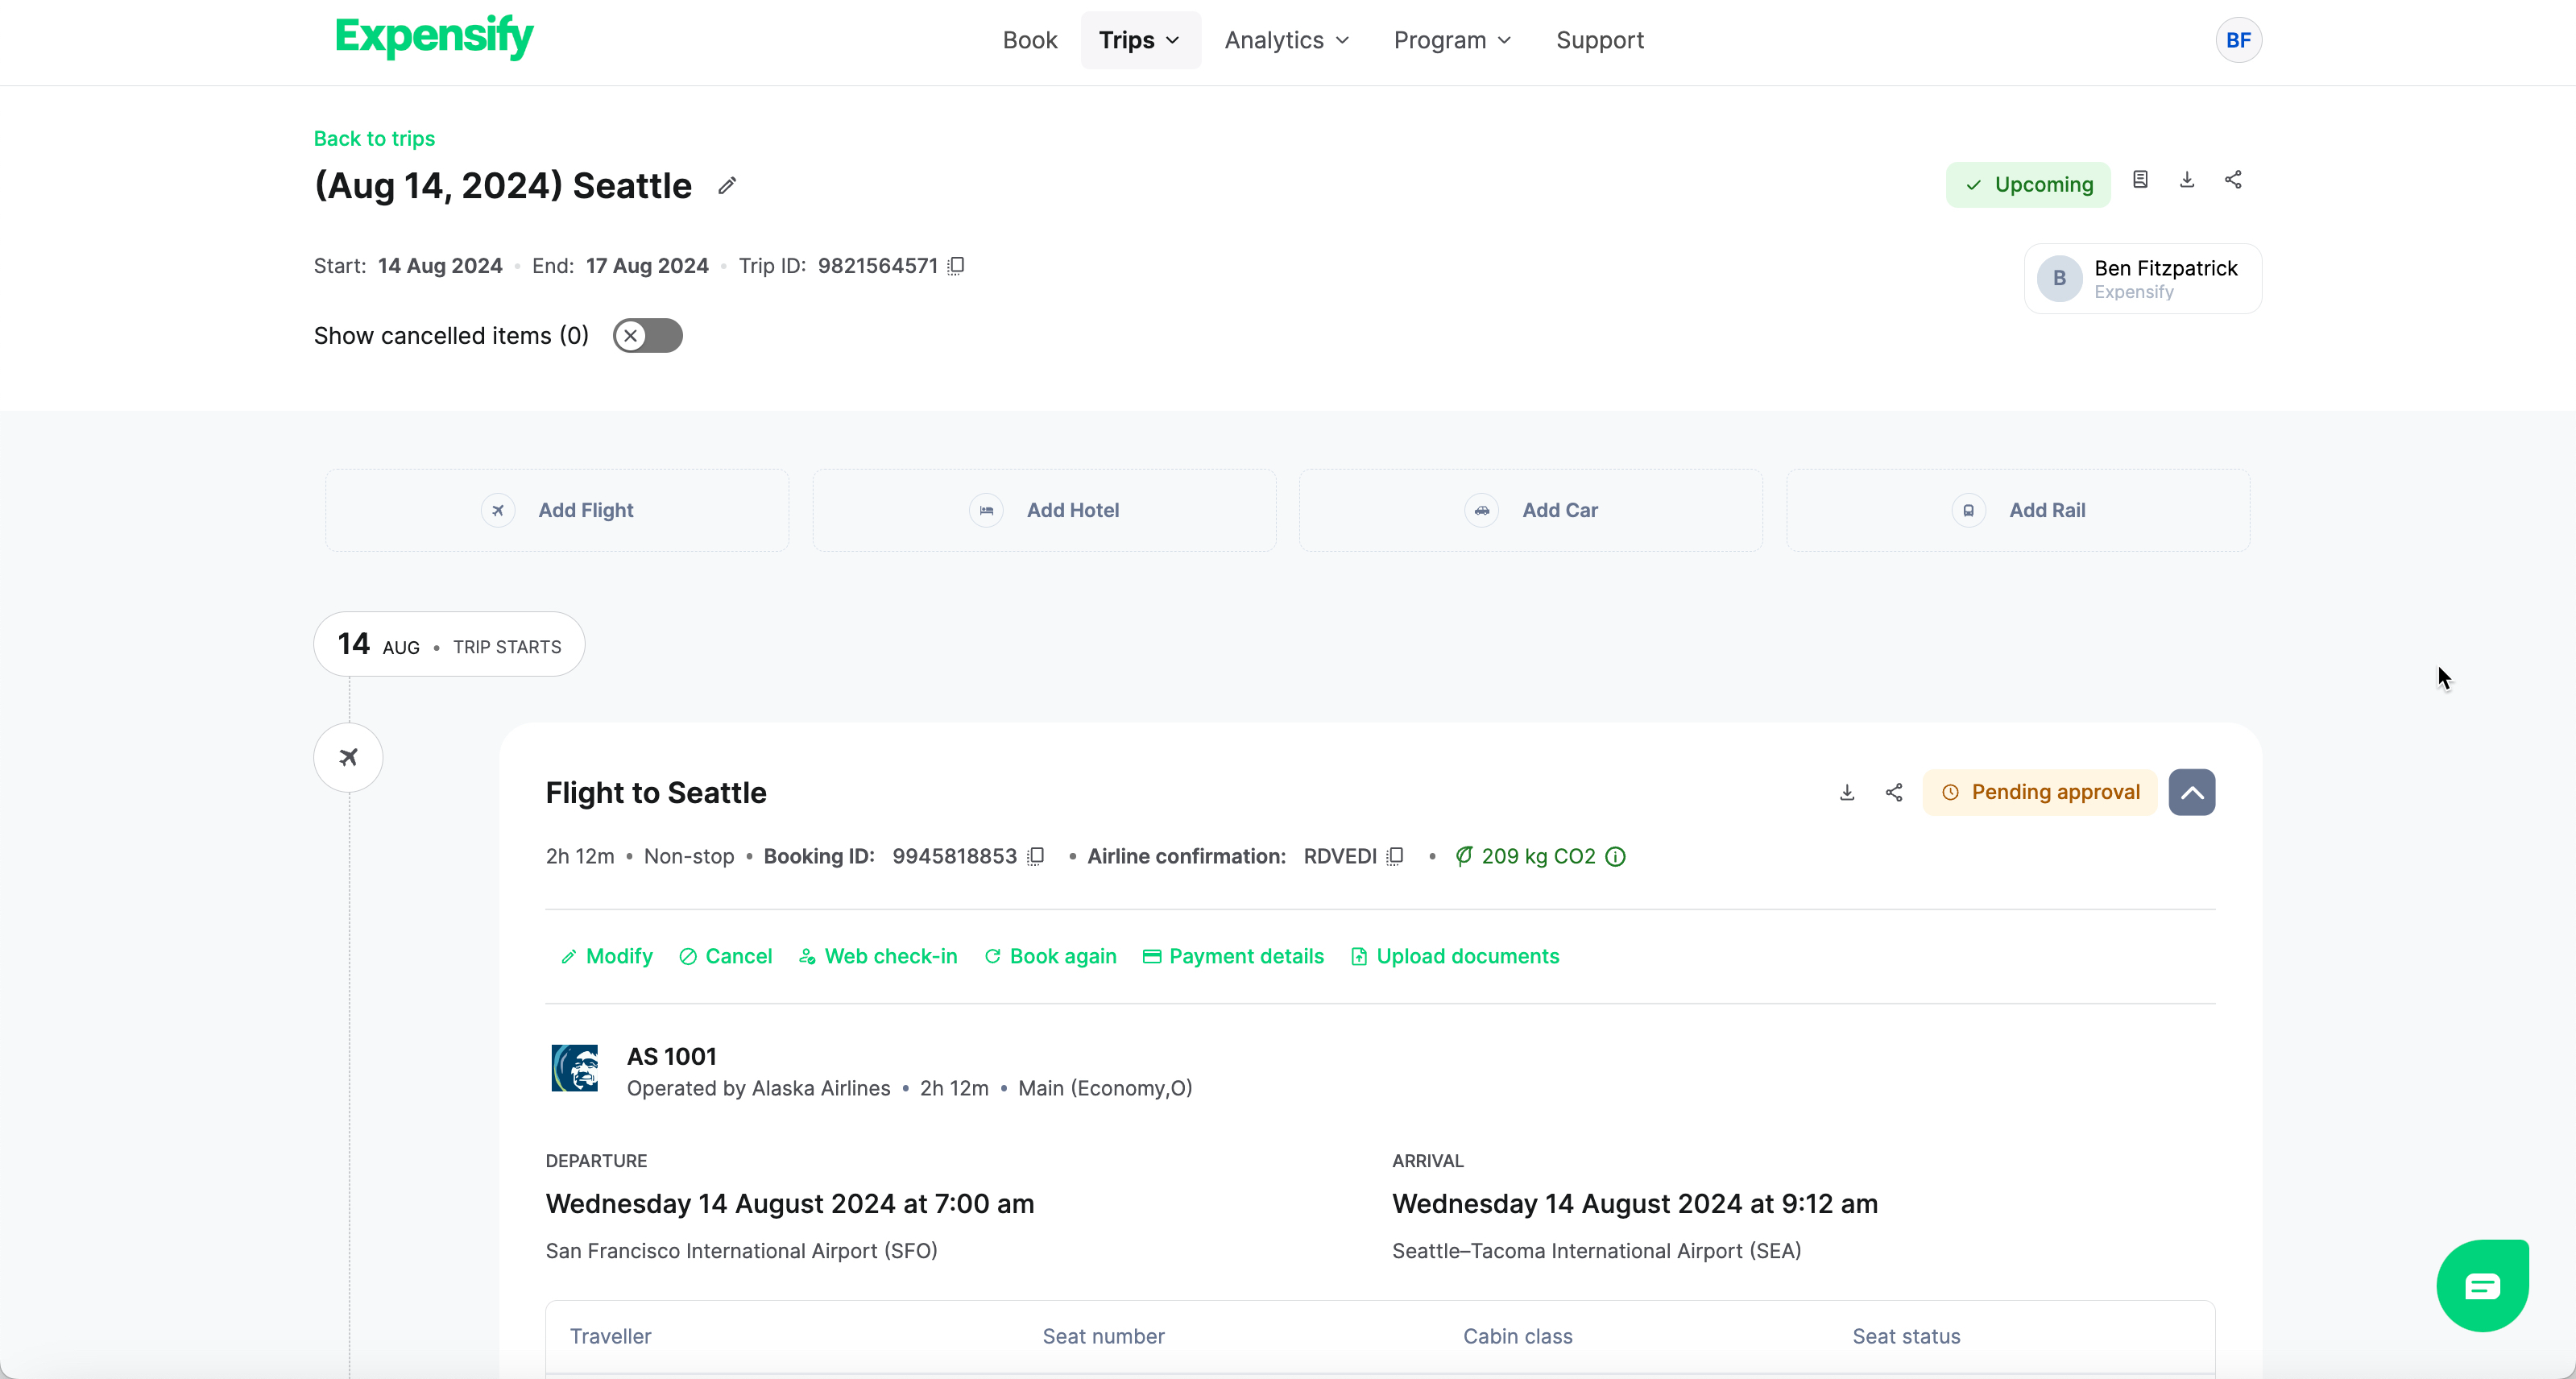 Expensify
Book Trips Analytics Program Support BF
Back to trips
(Aug 14, 2024) Seattle
Upcoming
Start: 14 Aug 2024 • End: 17 Aug 2024 • Trip ID: 9821564571
B Ben Fitzpatrick
Expensify
Show cancelled items (0)
Add Flight Add Hotel Add Car Add Rail
14 AUG • TRIP STARTS
Flight to Seattle Pending approval
2h 12m • Non-stop • Booking ID: 9945818853 • Airline confirmation: RDVEDI • 209 kg CO2
Modify Cancel Web check-in Book again Payment details Upload documents
AS 1001
Operated by Alaska Airlines • 2h 12m • Main (Economy,O)
DEPARTURE ARRIVAL
Wednesday 14 August 2024 at 7:00 am Wednesday 14 August 2024 at 9:12 am
San Francisco International Airport (SFO) Seattle–Tacoma International Airport (SEA)
Traveller Seat number Cabin class Seat status